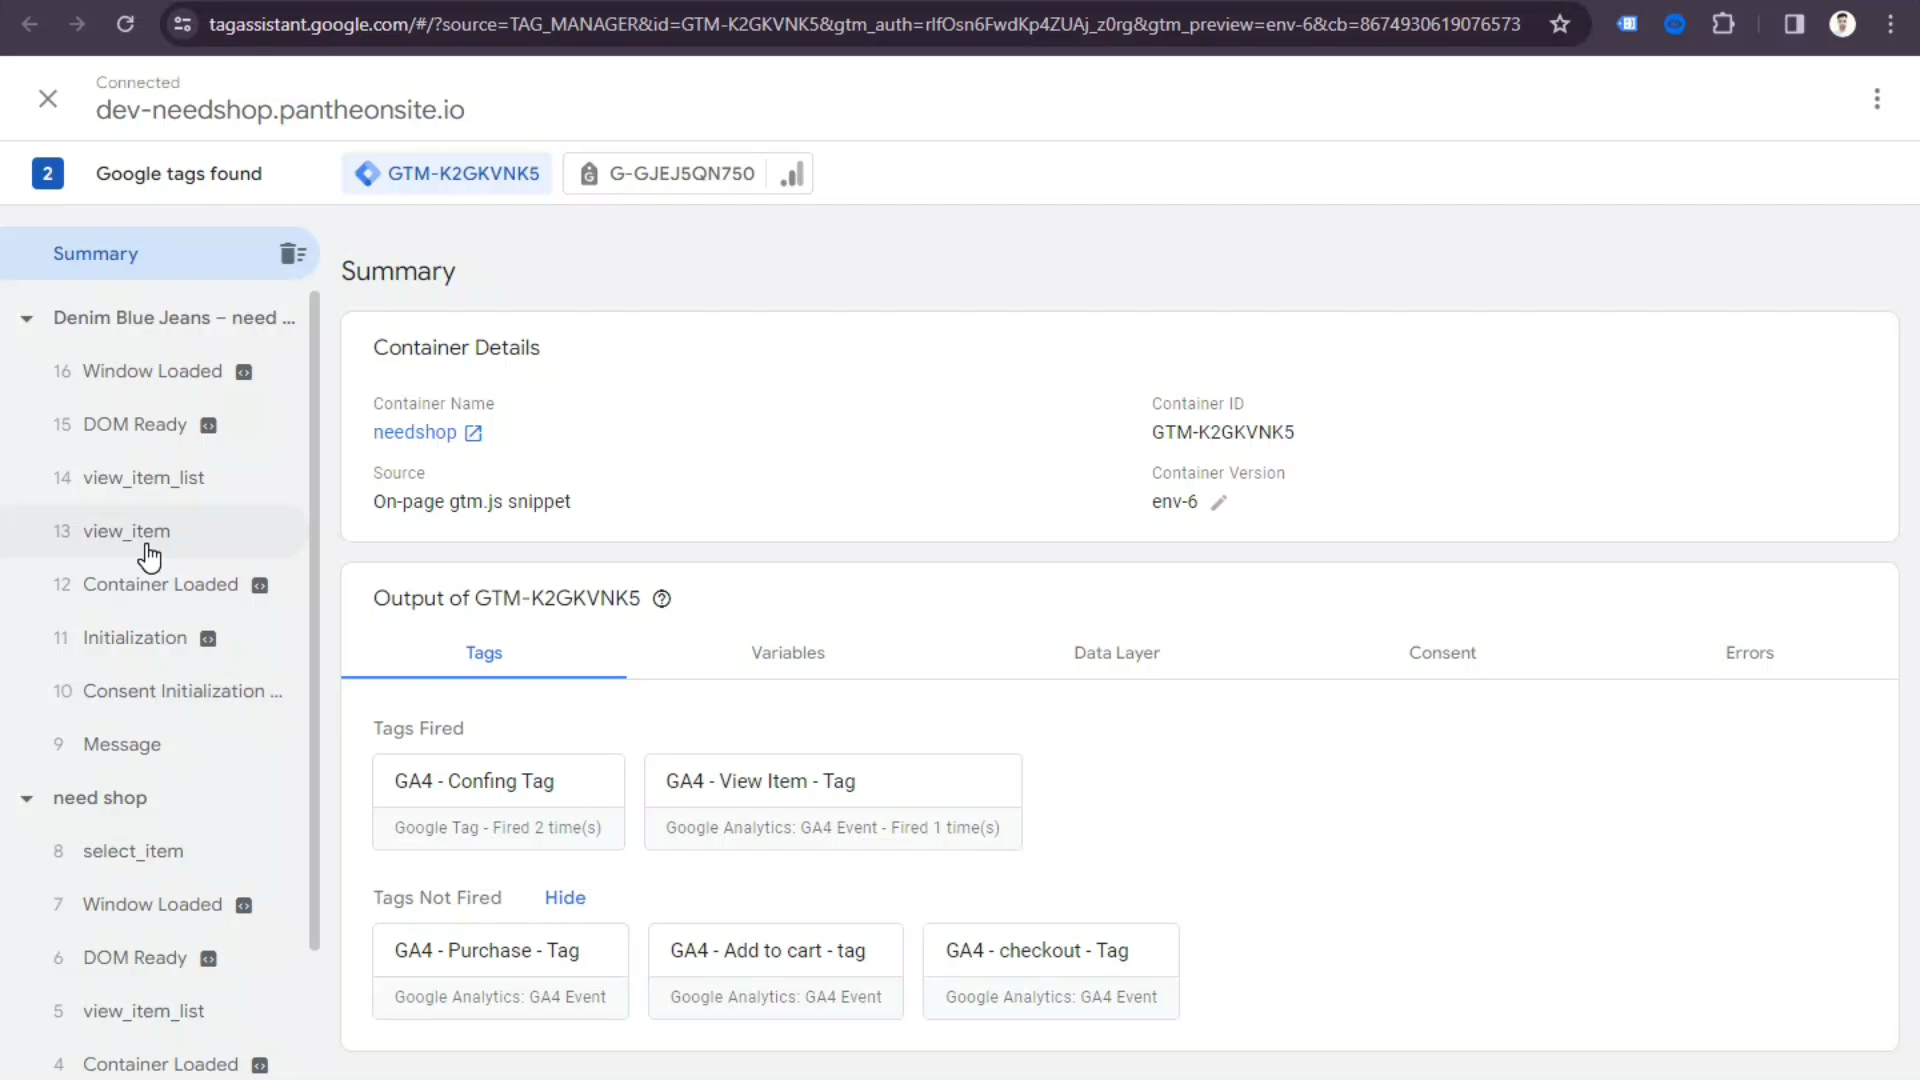 tagassistant.google.com/#/?source=TAG_MANAGER&id=GTM-K2GKVNK5&gtm_auth=rlfOsn6FwdKp4ZUAj_z0rg&gtm_preview=env-6&cb=8674930619076573
Connected
dev-needshop.pantheonsite.io
2 Google tags found GTM-K2GKVNK5 G-GJEJ5QN750
Summary
Denim Blue Jeans – need ...
16 Window Loaded
15 DOM Ready
14 view_item_list
13 view_item
12 Container Loaded
11 Initialization
10 Consent Initialization ...
9 Message
need shop
8 select_item
7 Window Loaded
6 DOM Ready
5 view_item_list
4 Container Loaded
Summary
Container Details
Container Name
needshop
Container ID
GTM-K2GKVNK5
Source
On-page gtm.js snippet
Container Version
env-6
Output of GTM-K2GKVNK5
Tags Variables Data Layer Consent Errors
Tags Fired
GA4 - Confing Tag
Google Tag - Fired 2 time(s)
GA4 - View Item - Tag
Google Analytics: GA4 Event - Fired 1 time(s)
Tags Not Fired Hide
GA4 - Purchase - Tag
Google Analytics: GA4 Event
GA4 - Add to cart - tag
Google Analytics: GA4 Event
GA4 - checkout - Tag
Google Analytics: GA4 Event